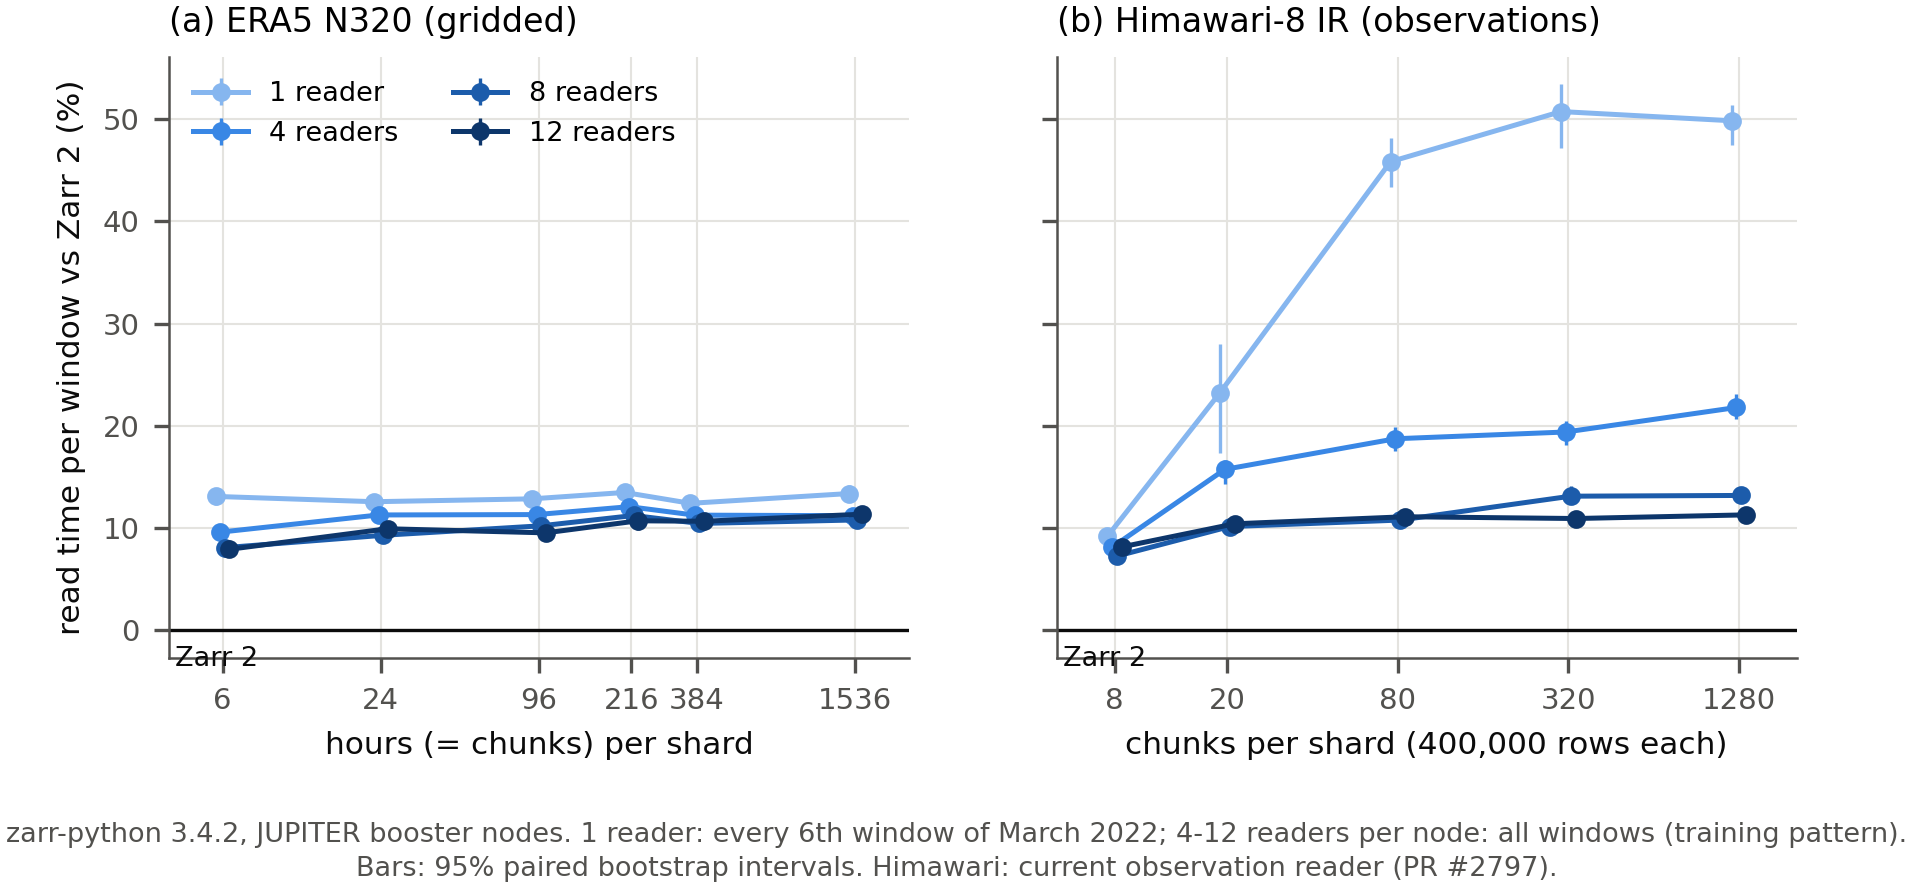 (a) ERA5 N320 (gridded)
(b) Himawari-8 IR (observations)
read time per window vs Zarr 2 (%)
1 reader
4 readers
8 readers
12 readers
50
40
30
20
10
0
Zarr 2
6 24 96 216 384 1536
hours (= chunks) per shard
Zarr 2
8 20 80 320 1280
chunks per shard (400,000 rows each)
zarr-python 3.4.2, JUPITER booster nodes. 1 reader: every 6th window of March 2022; 4-12 readers per node: all windows (training pattern).
Bars: 95% paired bootstrap intervals. Himawari: current observation reader (PR #2797).